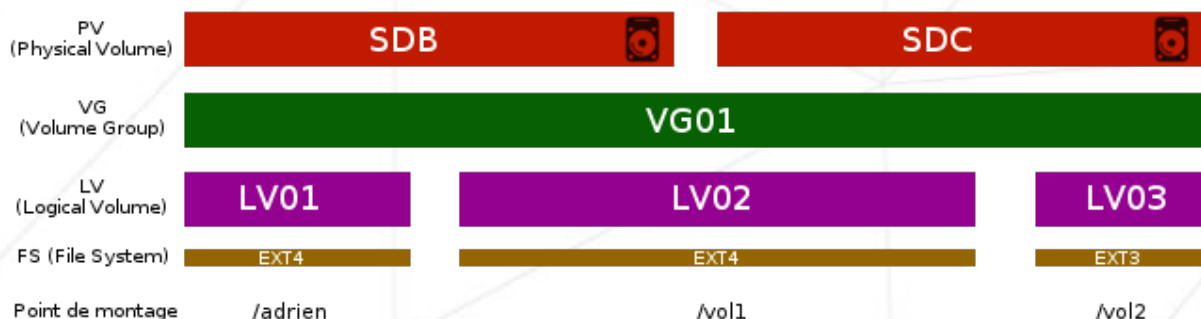 PV
(Physical Volume)
SDB
SDC
VG
(Volume Group)
VG01
LV
(Logical Volume)
LV01
LV02
LV03
FS (File System)
EXT4
EXT4
EXT3
Point de montage
/adrien
/vol1
/vol2